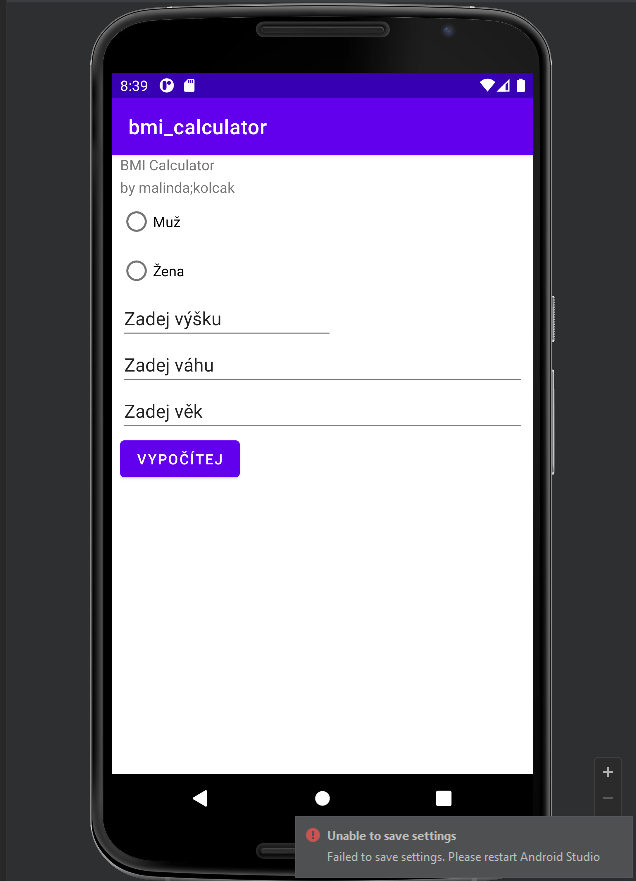 8:39
bmi_calculator
BMI Calculator
by malinda;kolcak
Muž
Žena
Zadej výšku
Zadej váhu
Zadej věk
VYPOČÍTEJ
+
−
Unable to save settings
Failed to save settings. Please restart Android Studio